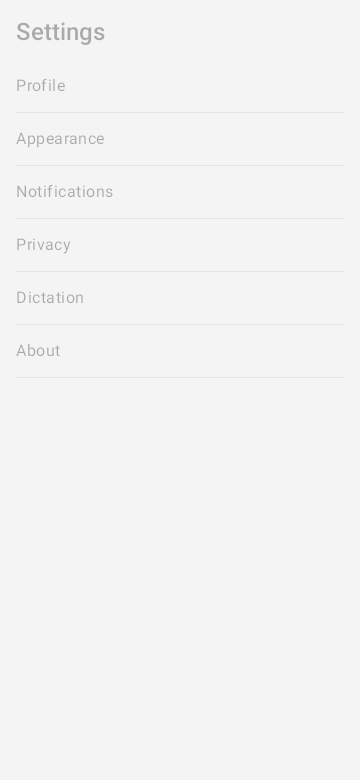 Settings
Profile
Appearance
Notifications
Privacy
Dictation
About